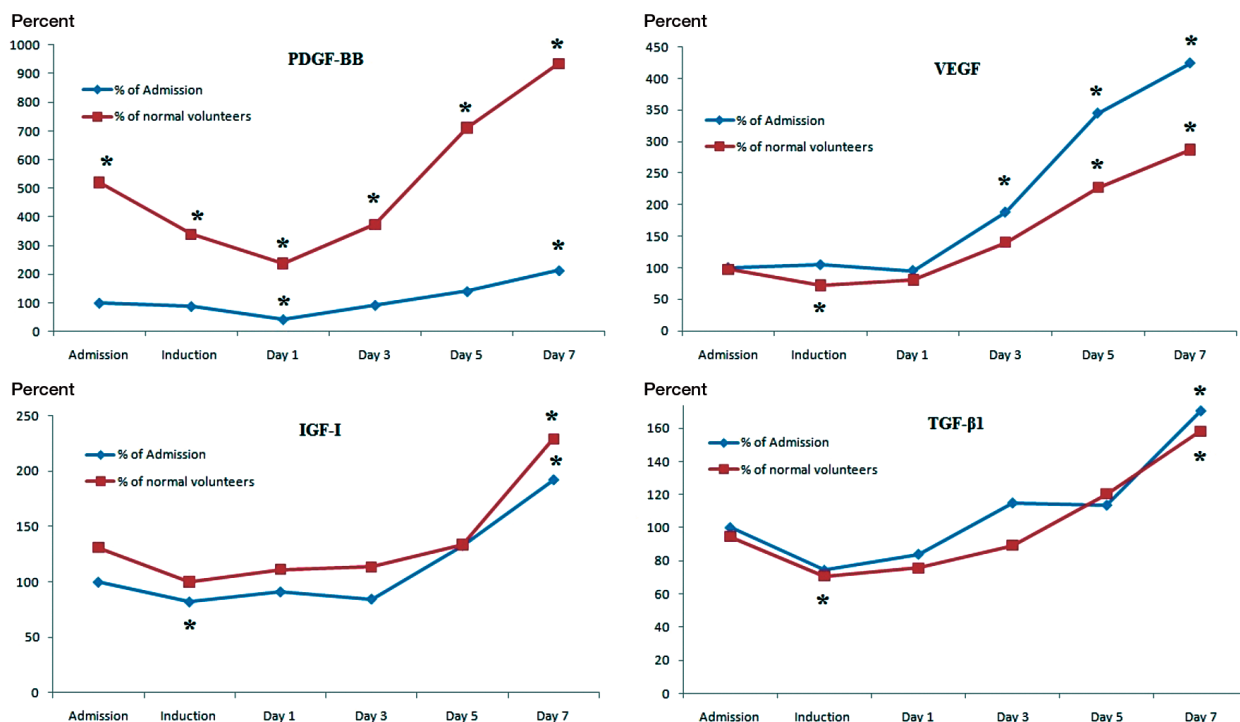 Percent
PDGF-BB
% of Admission
% of normal volunteers
1000
900
800
700
600
500
400
300
200
100
0
* * * * * * * *
Admission Induction Day 1 Day 3 Day 5 Day 7
Percent
VEGF
% of Admission
% of normal volunteers
450
400
350
300
250
200
150
100
50
0
* * * * * *
Admission Induction Day 1 Day 3 Day 5 Day 7
Percent
IGF-I
% of Admission
% of normal volunteers
250
200
150
100
50
0
* * *
Admission Induction Day 1 Day 3 Day 5 Day 7
Percent
TGF-β1
% of Admission
% of normal volunteers
160
140
120
100
80
60
40
20
0
* * *
Admission Induction Day 1 Day 3 Day 5 Day 7